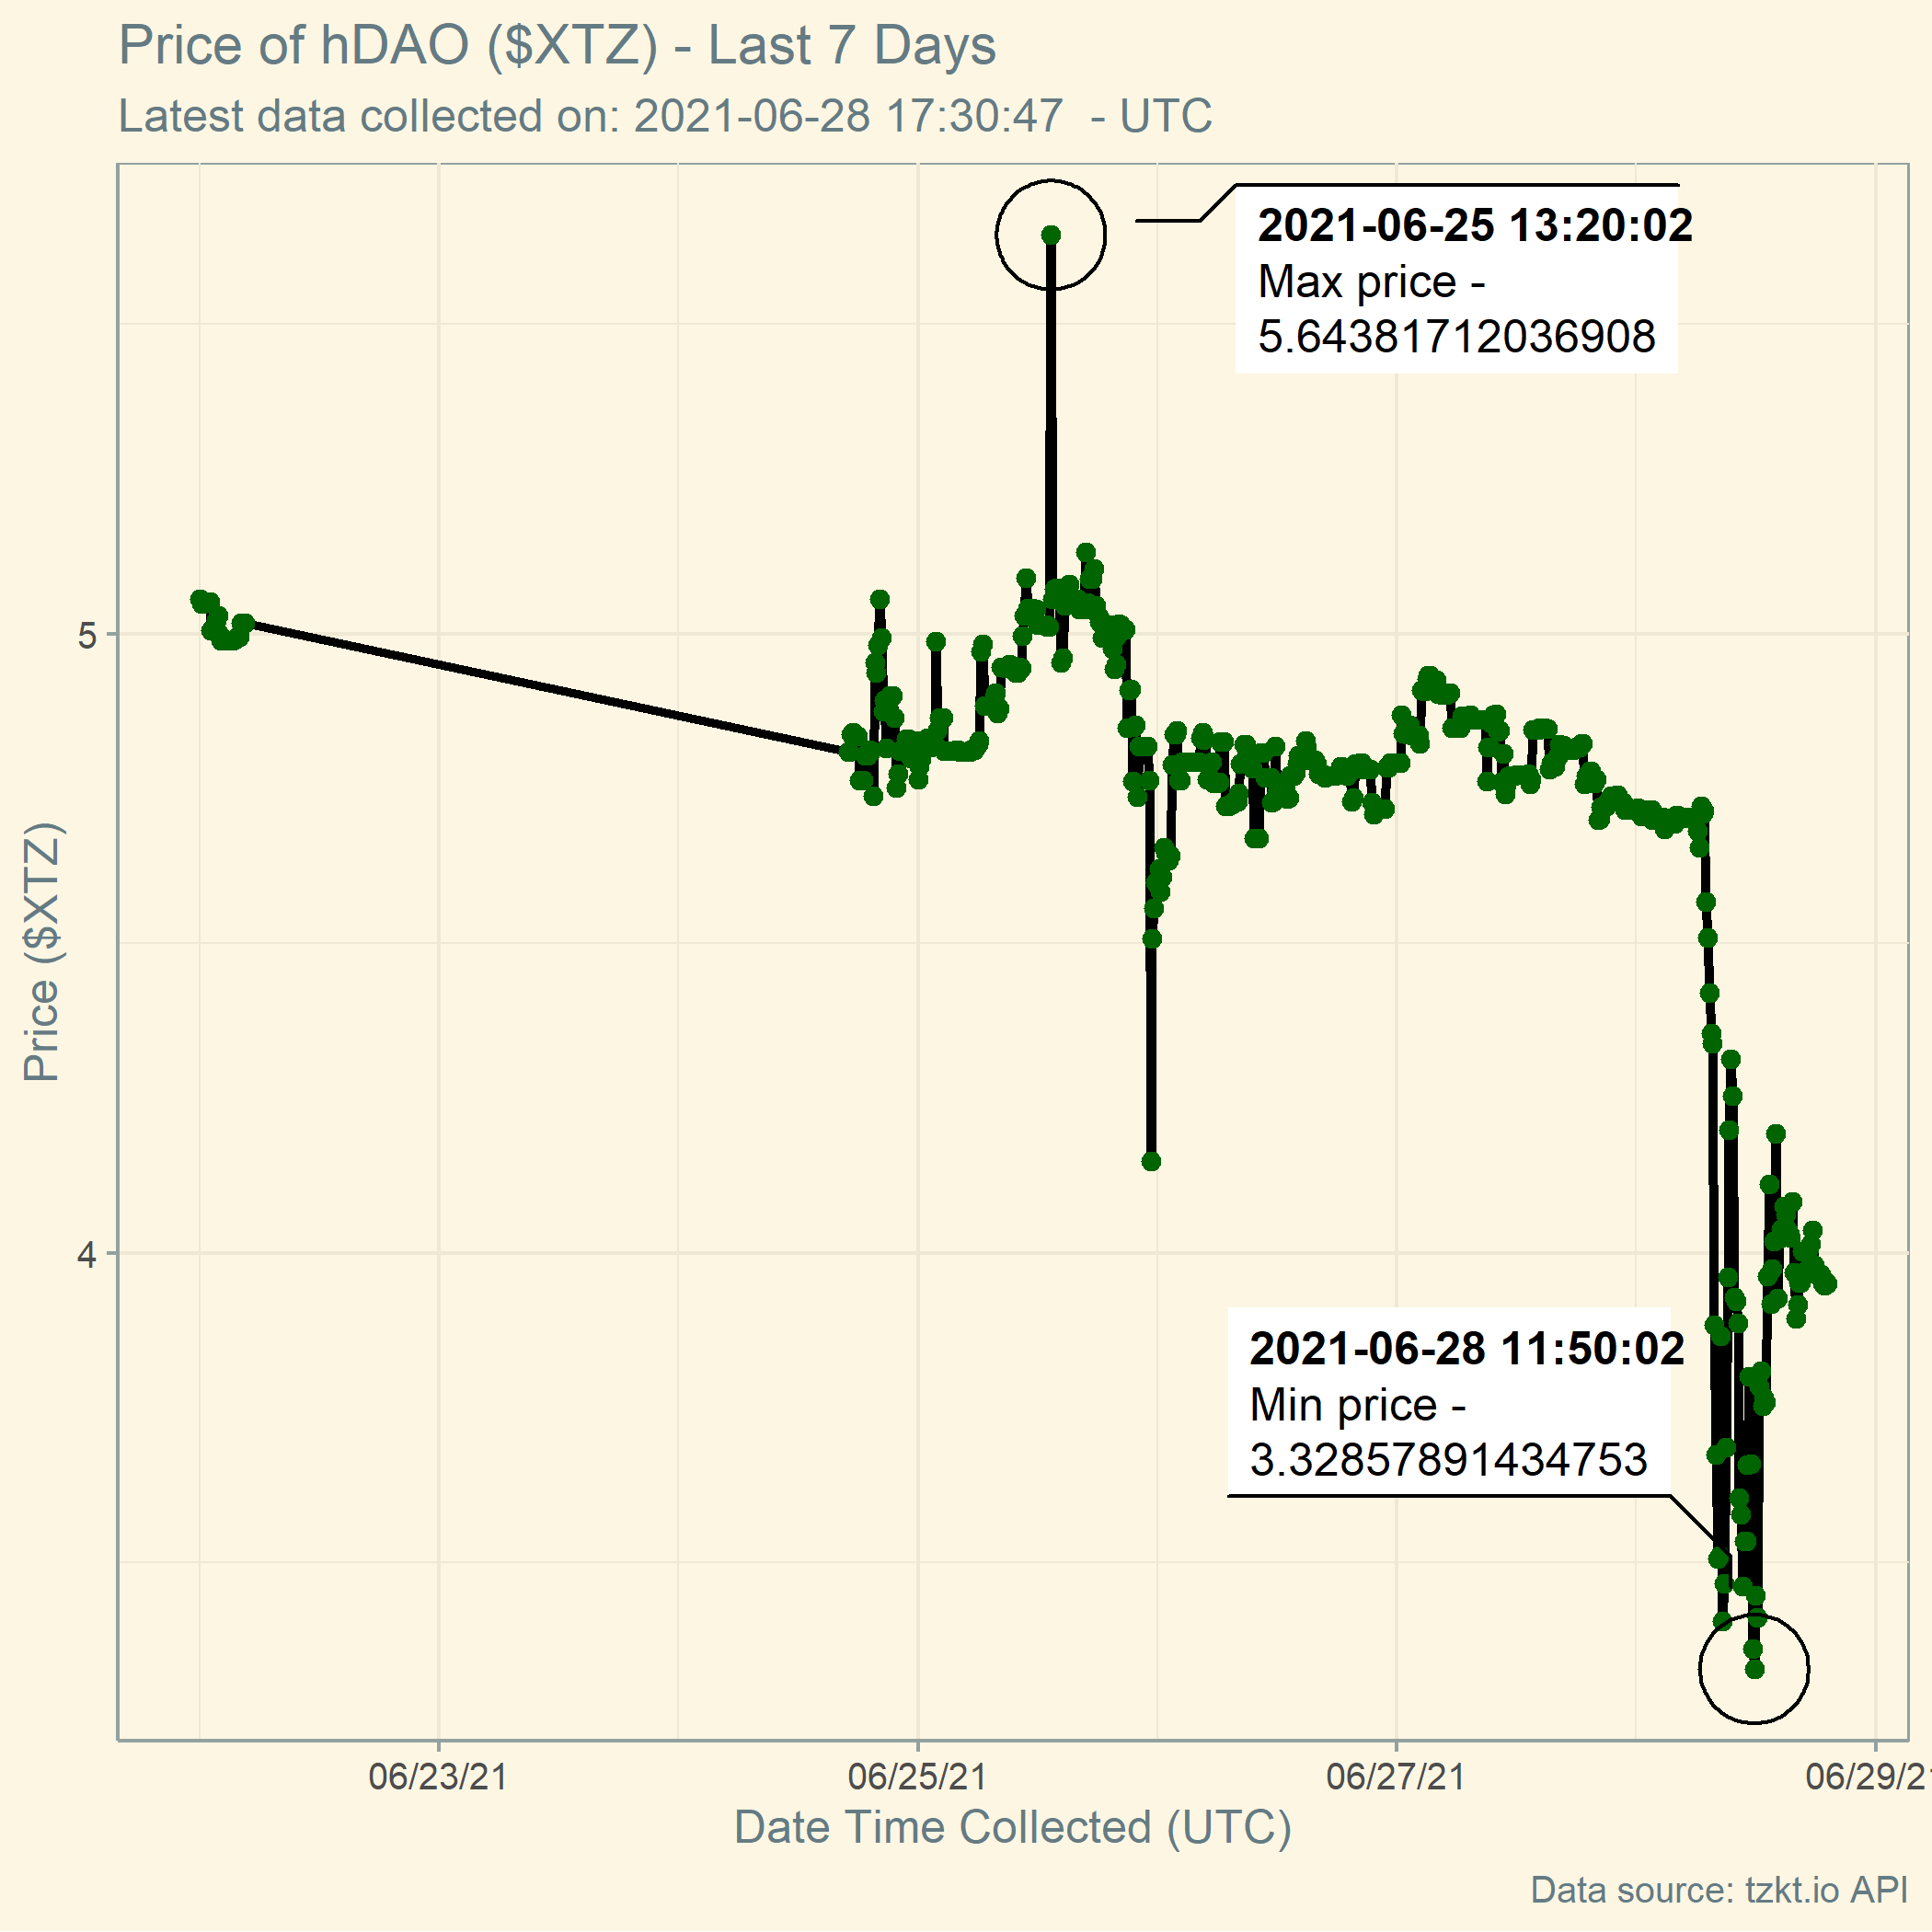 Price of hDAO ($XTZ) - Last 7 Days
Latest data collected on: 2021-06-28 17:30:47  - UTC
2021-06-25 13:20:02
Max price -
5.64381712036908
5
Price ($XTZ)
4
2021-06-28 11:50:02
Min price -
3.32857891434753
06/23/21
06/25/21
06/27/21
06/29/21
Date Time Collected (UTC)
Data source: tzkt.io API